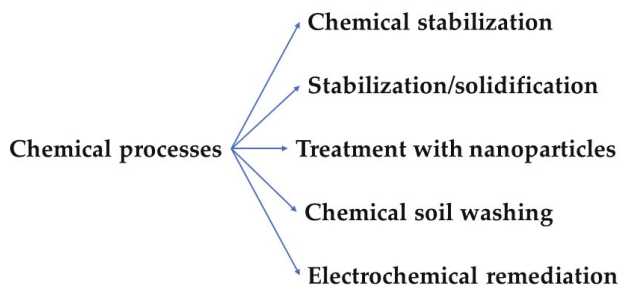 Chemical stabilization
Stabilization/solidification
Chemical processes
Treatment with nanoparticles
Chemical soil washing
Electrochemical remediation